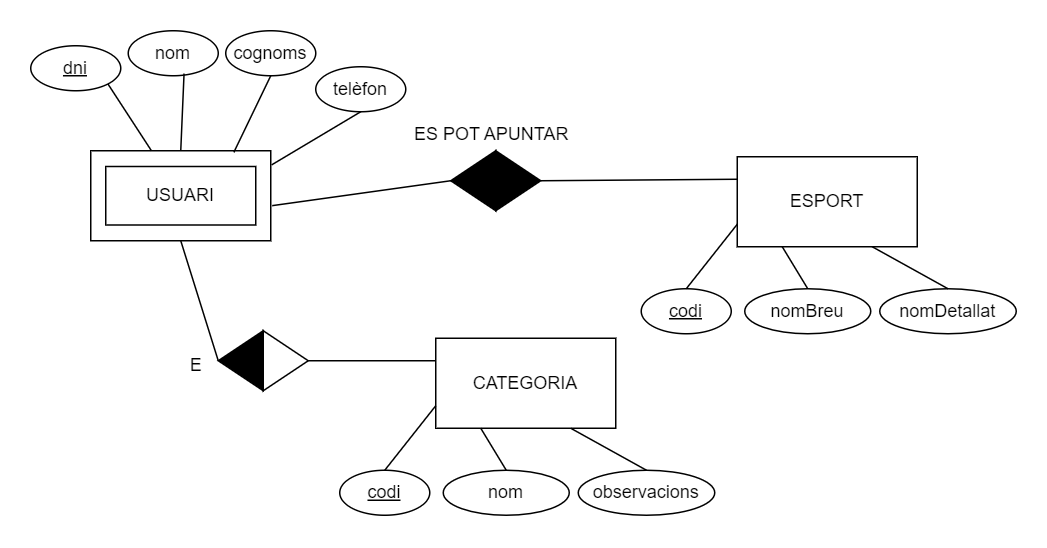 dni
nom
cognoms
telèfon
ES POT APUNTAR
USUARI
ESPORT
codi
nomBreu
nomDetallat
E
CATEGORIA
codi
nom
observacions